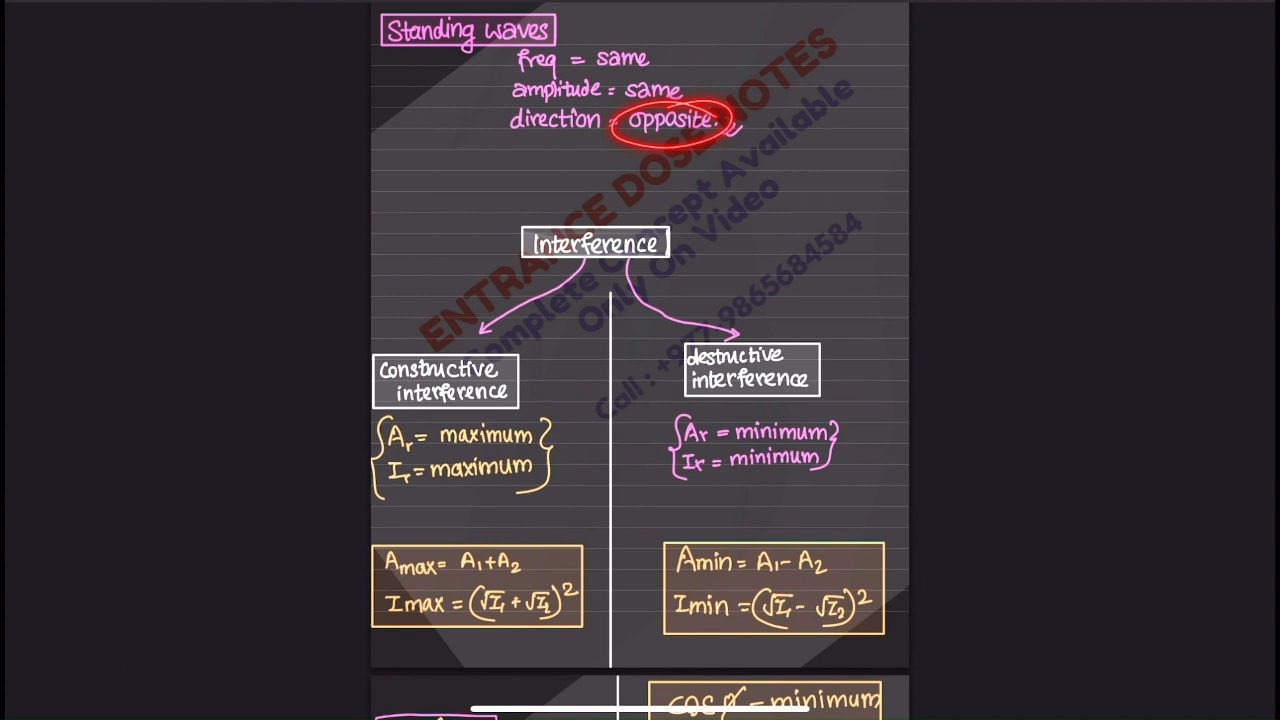 Standing waves
freq = same
amplitude = same
direction = opposite.
ENTRANCE DOSE NOTES
Complete Concept Available
Only On Video
Call : +977 9865684584
Interference
constructive
interference
destructive
interference
Ar = maximum
Ir = maximum
Ar = minimum
Ir = minimum
Amax = A1+A2
Imax = (√I1 + √I2)2
Amin = A1- A2
Imin = (√I1 - √I2)2
cos ϕ = minimum